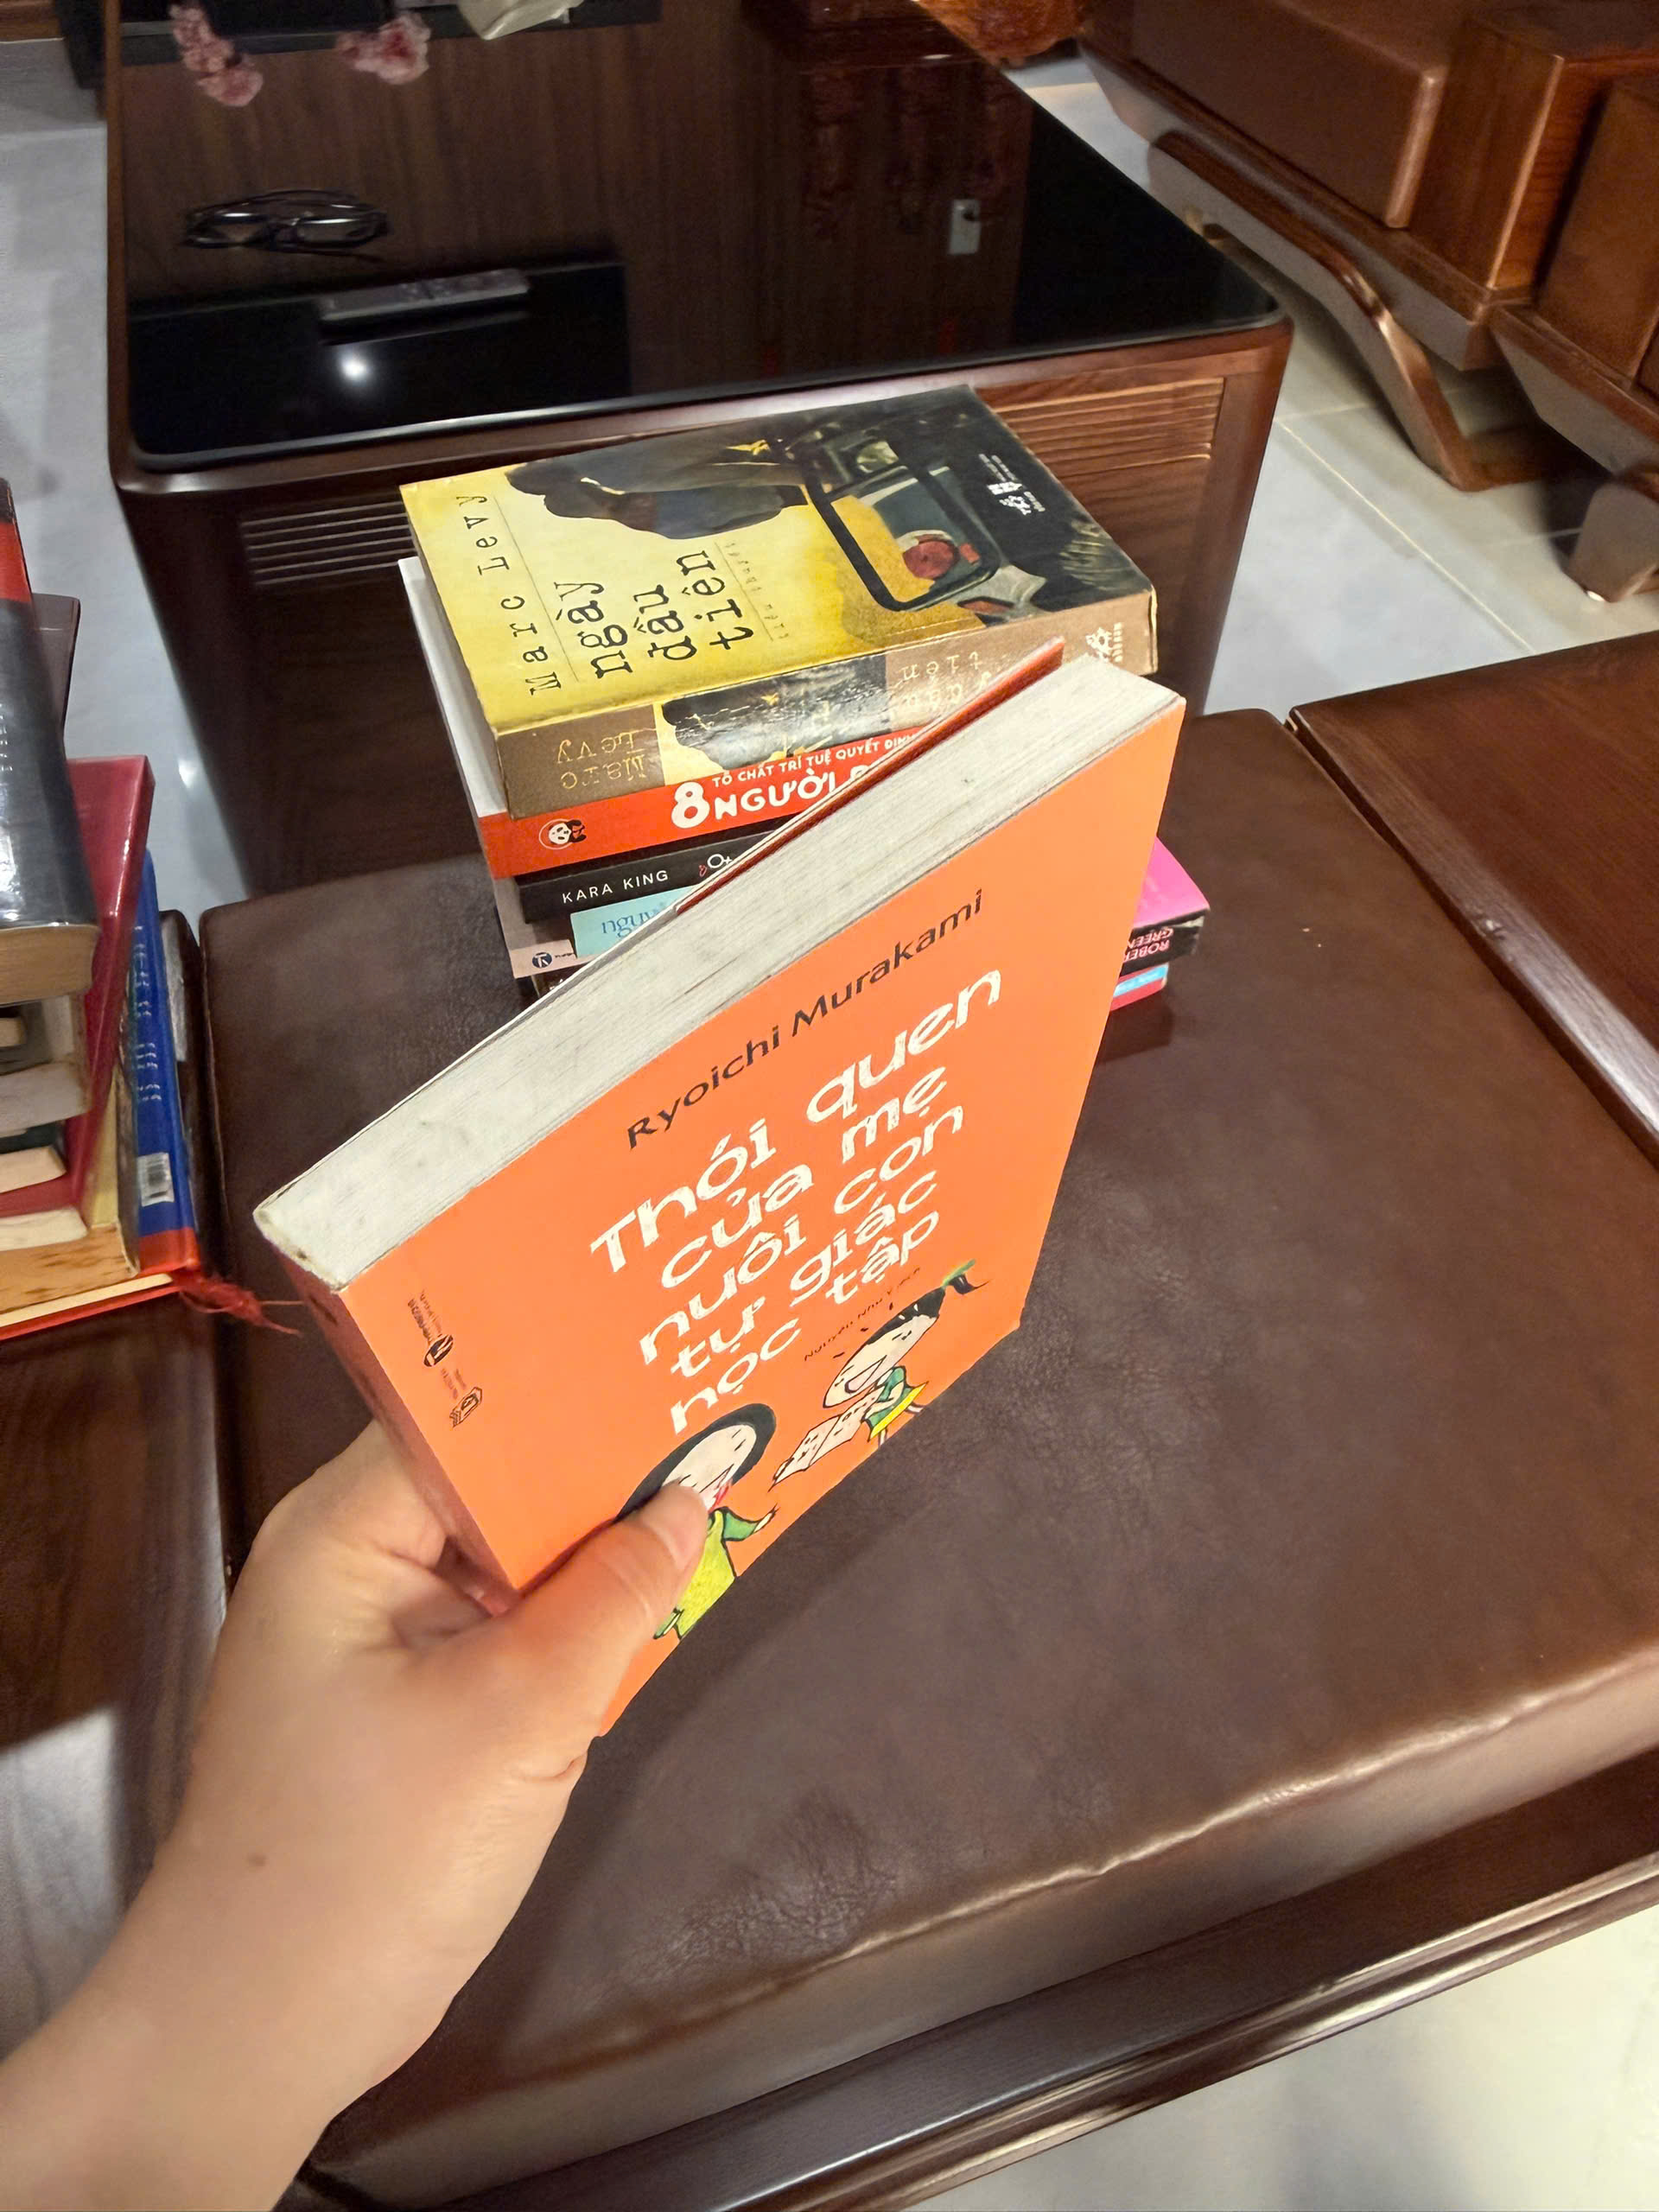 Marc Levy
ngày
đầu
tiên
Marc
Levy
TỐ CHẤT TRÍ TUỆ QUYẾT ĐỊNH
8 NGƯỜI
KARA KING
GREEN
Ryoichi Murakami
Thói quen
của mẹ
nuôi con
tự giác
học tập